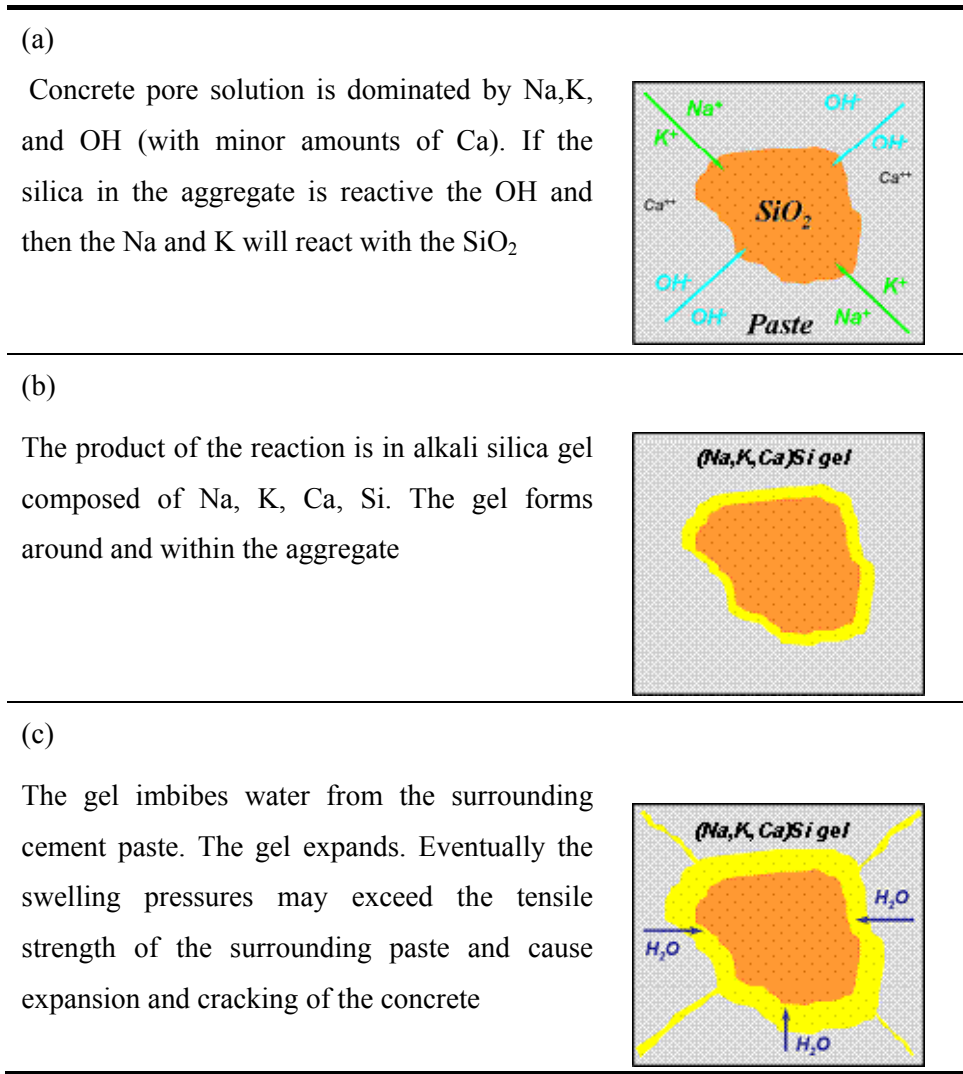 (a)
Concrete pore solution is dominated by Na,K,
and OH (with minor amounts of Ca). If the
silica in the aggregate is reactive the OH and
then the Na and K will react with the SiO₂
Na⁺
K⁺
OH⁻
OH⁻
Ca⁺⁺
Ca⁺⁺
SiO₂
OH⁻
OH⁻
K⁺
Na⁺
Paste
(b)
The product of the reaction is in alkali silica gel
composed of Na, K, Ca, Si. The gel forms
around and within the aggregate
(Na,K,Ca)Si gel
(c)
The gel imbibes water from the surrounding
cement paste. The gel expands. Eventually the
swelling pressures may exceed the tensile
strength of the surrounding paste and cause
expansion and cracking of the concrete
(Na,K,Ca)Si gel
H₂O
H₂O
H₂O